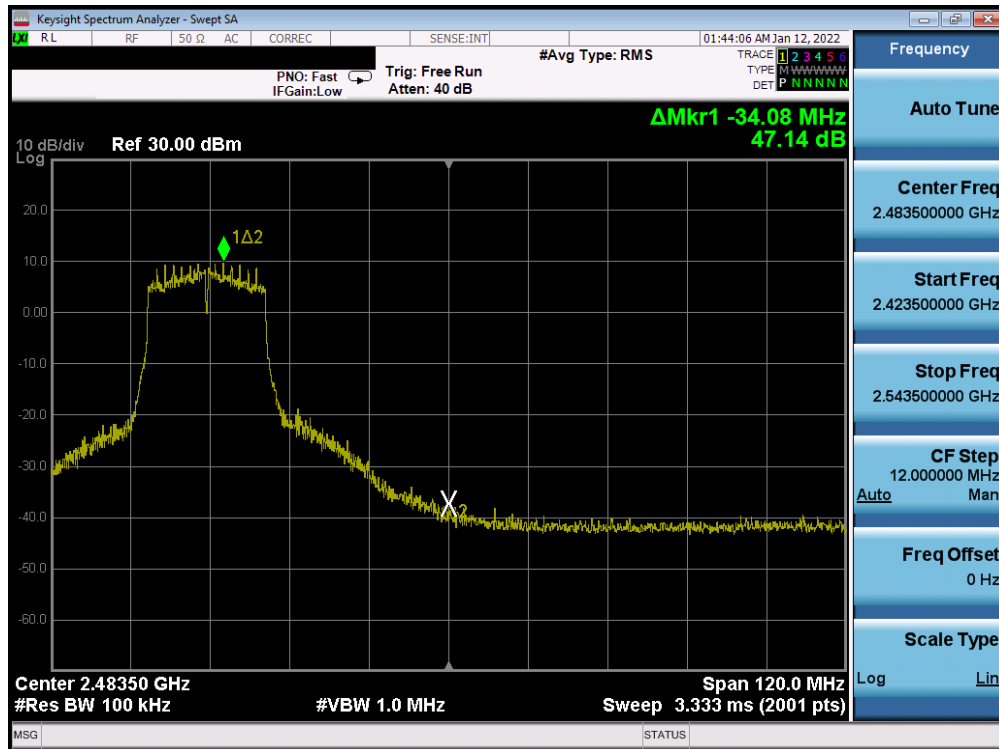 Keysight Spectrum Analyzer - Swept SA
LXI RL RF 50 Ω AC CORREC SENSE:INT 01:44:06 AM Jan 12, 2022
#Avg Type: RMS
TRACE 1 2 3 4 5 6
PNO: Fast Trig: Free Run
TYPE M WWWWW
IFGain:Low Atten: 40 dB
DET P N N N N N
ΔMkr1 -34.08 MHz
47.14 dB
10 dB/div Ref 30.00 dBm
Log
20.0
1Δ2
10.0
0.00
-10.0
-20.0
-30.0
-40.0
2
-50.0
-60.0
Center 2.48350 GHz Span 120.0 MHz
#Res BW 100 kHz #VBW 1.0 MHz Sweep 3.333 ms (2001 pts)
MSG STATUS
Frequency
Auto Tune
Center Freq
2.483500000 GHz
Start Freq
2.423500000 GHz
Stop Freq
2.543500000 GHz
CF Step
12.000000 MHz
Auto Man
Freq Offset
0 Hz
Scale Type
Log Lin